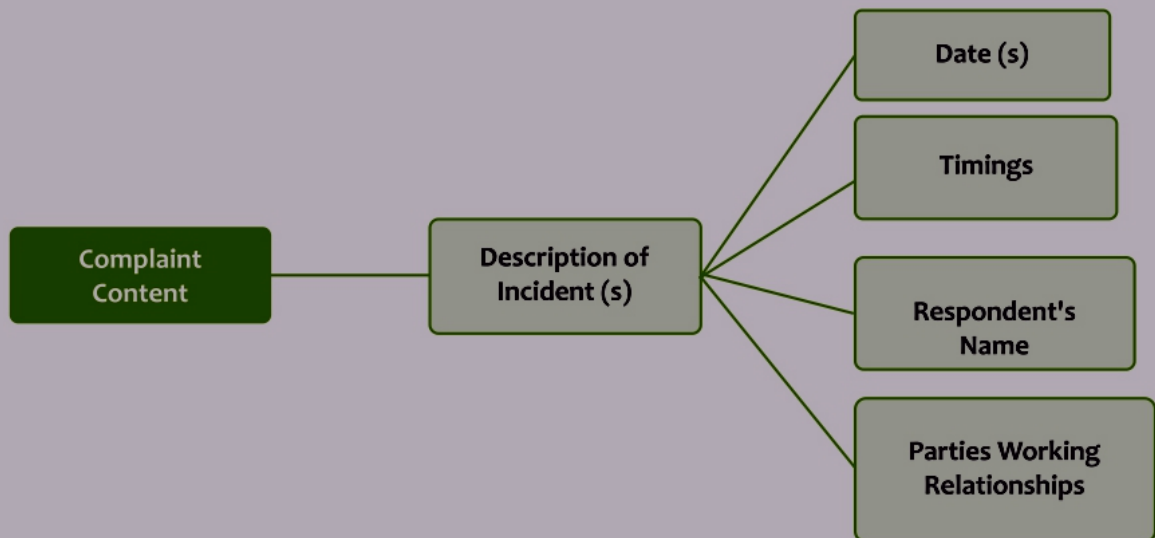 Complaint
Content
Description of
Incident (s)
Date (s)
Timings
Respondent's
Name
Parties Working
Relationships